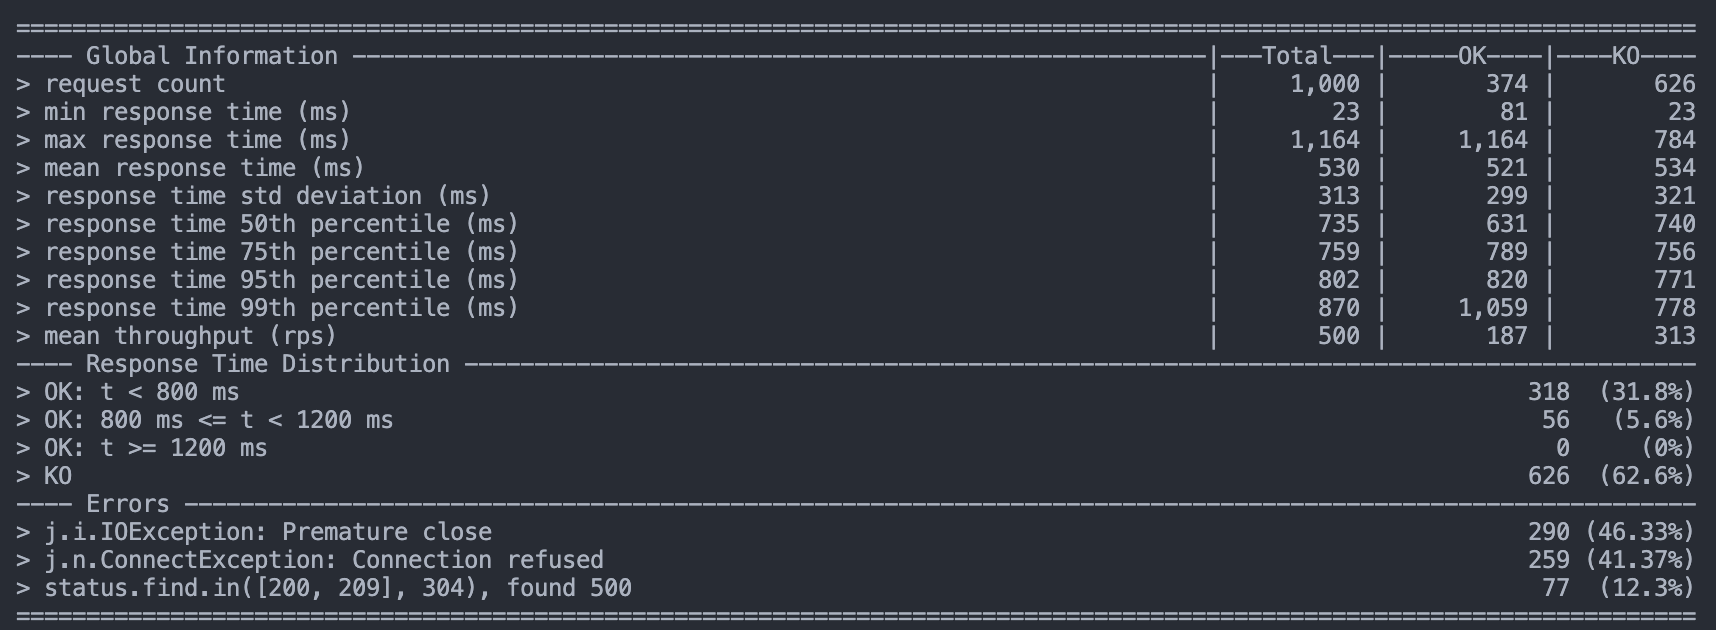 ================================================================================
---- Global Information --------------------------------------------------------|---Total---|-----OK----|----KO----
> request count | 1,000 | 374 | 626
> min response time (ms) | 23 | 81 | 23
> max response time (ms) | 1,164 | 1,164 | 784
> mean response time (ms) | 530 | 521 | 534
> response time std deviation (ms) | 313 | 299 | 321
> response time 50th percentile (ms) | 735 | 631 | 740
> response time 75th percentile (ms) | 759 | 789 | 756
> response time 95th percentile (ms) | 802 | 820 | 771
> response time 99th percentile (ms) | 870 | 1,059 | 778
> mean throughput (rps) | 500 | 187 | 313
---- Response Time Distribution ------------------------------------------------
> OK: t < 800 ms 318 (31.8%)
> OK: 800 ms <= t < 1200 ms 56 (5.6%)
> OK: t >= 1200 ms 0 (0%)
> KO 626 (62.6%)
---- Errors --------------------------------------------------------------------
> j.i.IOException: Premature close 290 (46.33%)
> j.n.ConnectException: Connection refused 259 (41.37%)
> status.find.in([200, 209], 304), found 500 77 (12.3%)
================================================================================